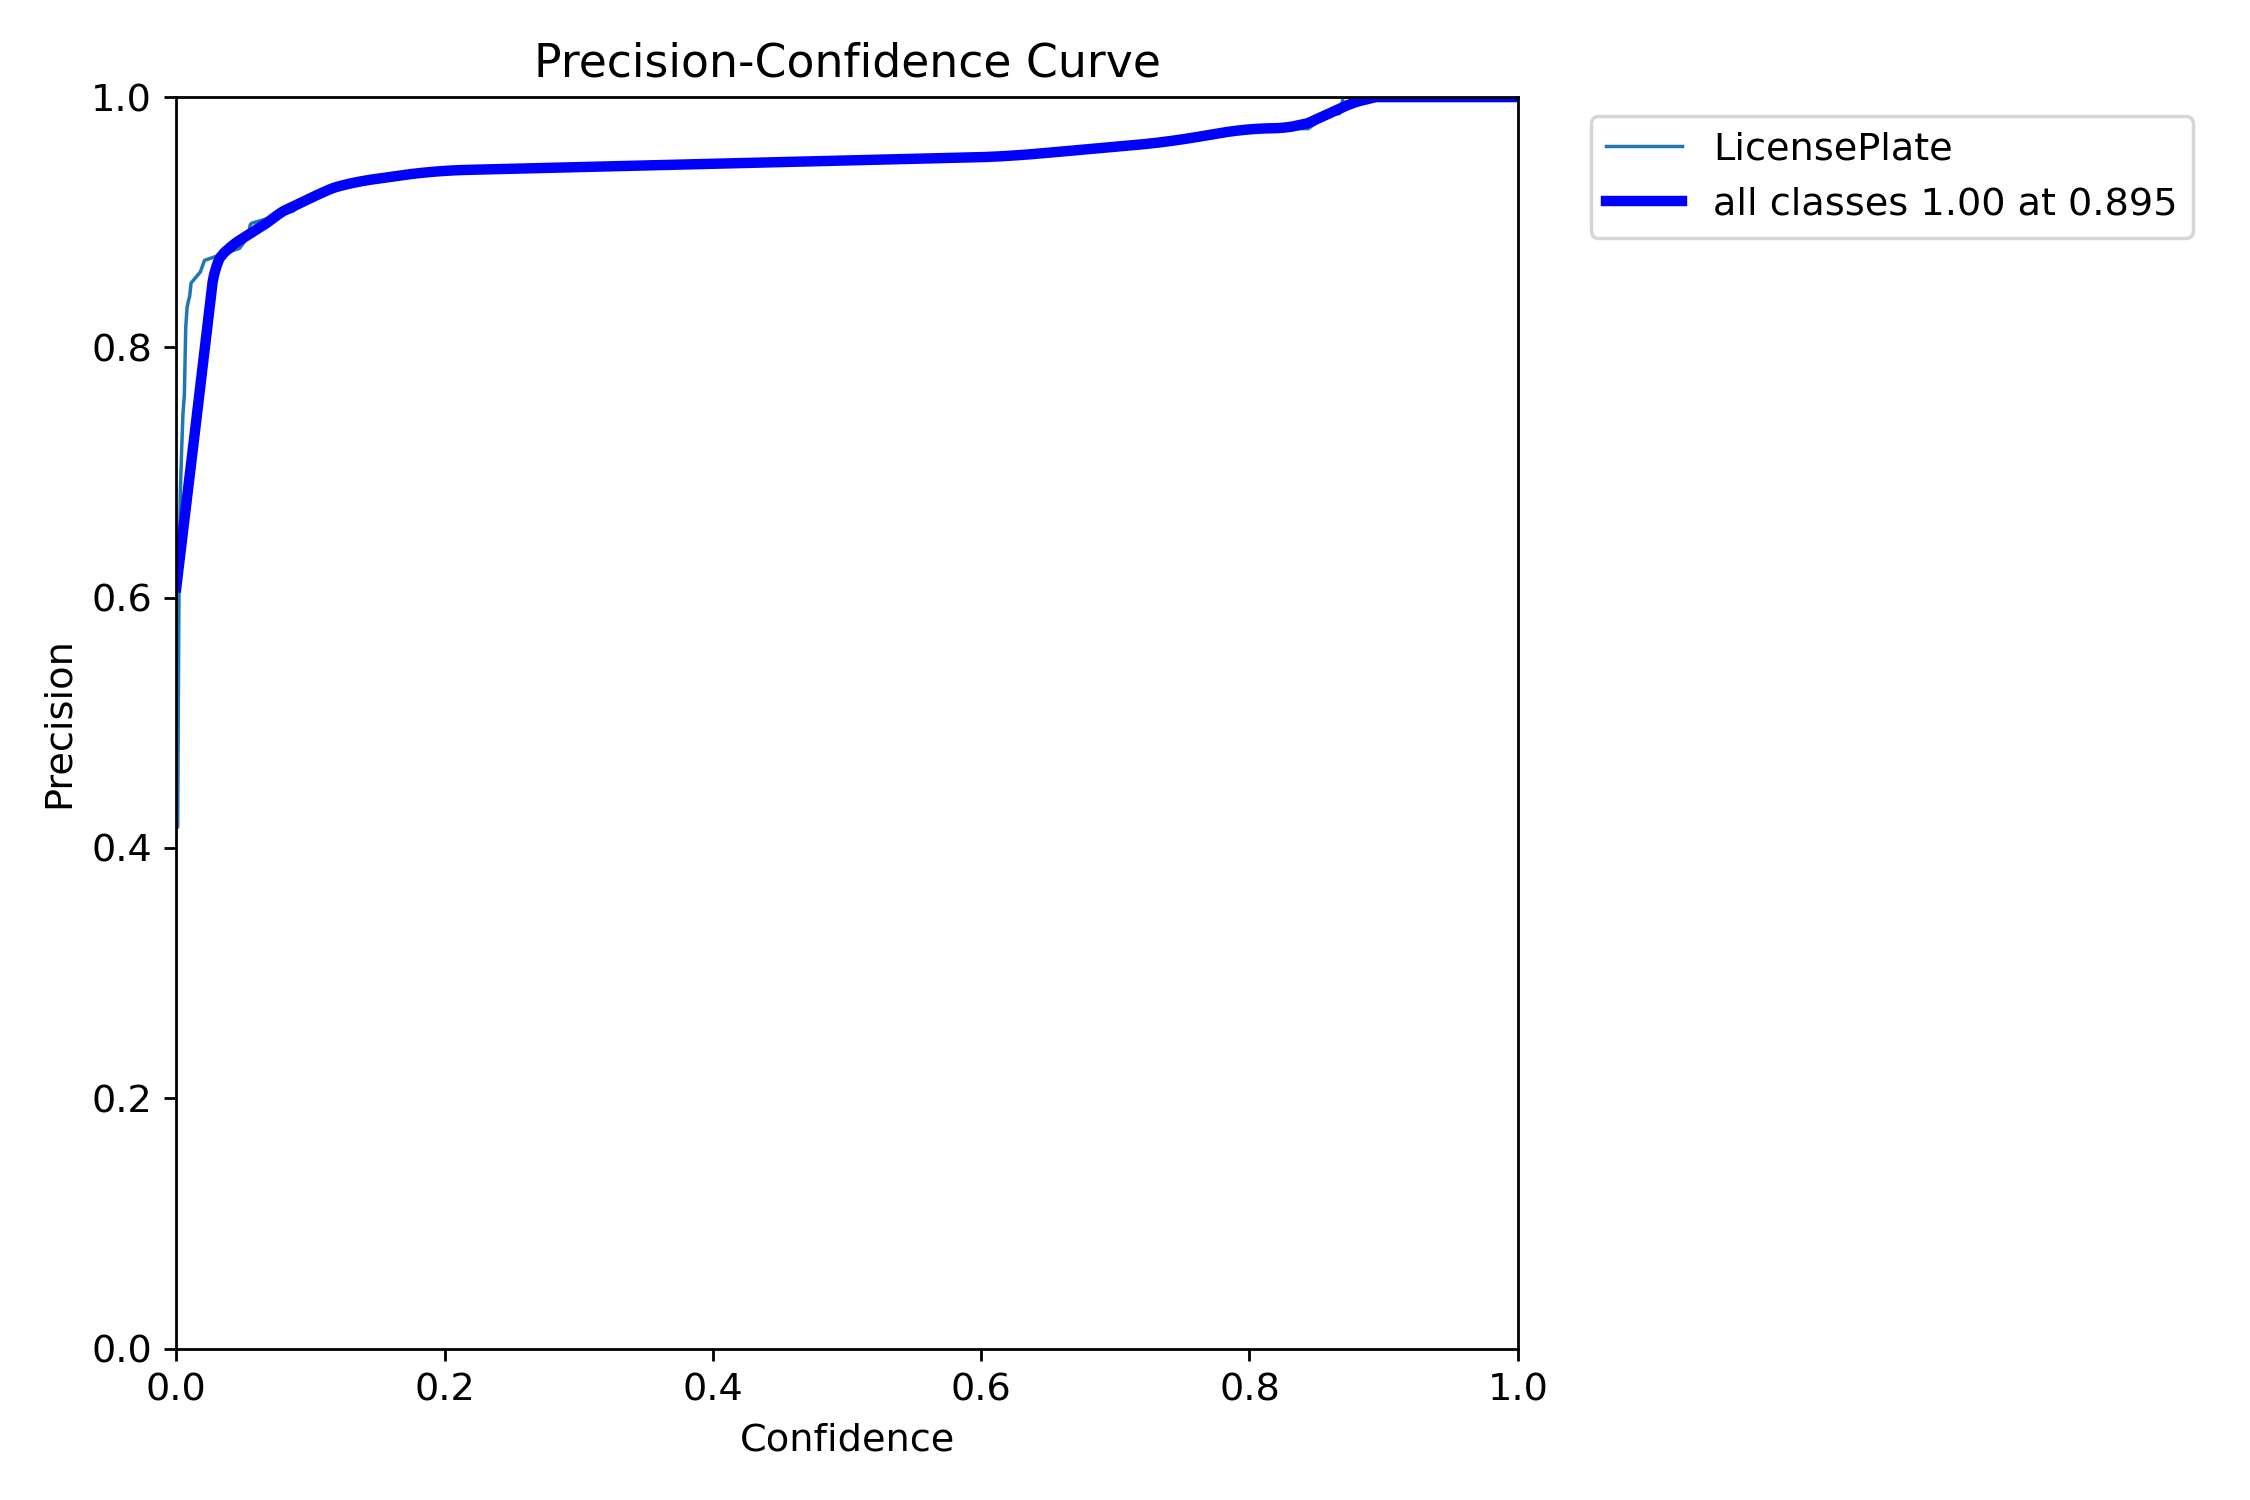 Precision-Confidence Curve
1.0
0.8
0.6
0.4
0.2
0.0
Precision
0.0 0.2 0.4 0.6 0.8 1.0
Confidence
LicensePlate
all classes 1.00 at 0.895